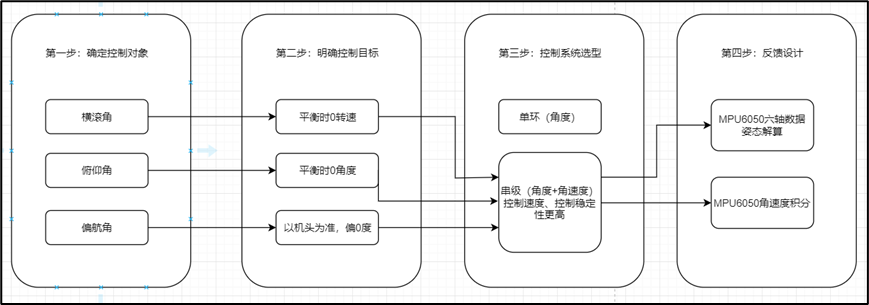 第一步：确定控制对象
横滚角
俯仰角
偏航角
第二步：明确控制目标
平衡时0转速
平衡时0角度
以机头为准，偏0度
第三步：控制系统选型
单环（角度）
串级（角度+角速度）
控制速度、控制稳定
性更高
第四步：反馈设计
MPU6050六轴数据
姿态解算
MPU6050角速度积分